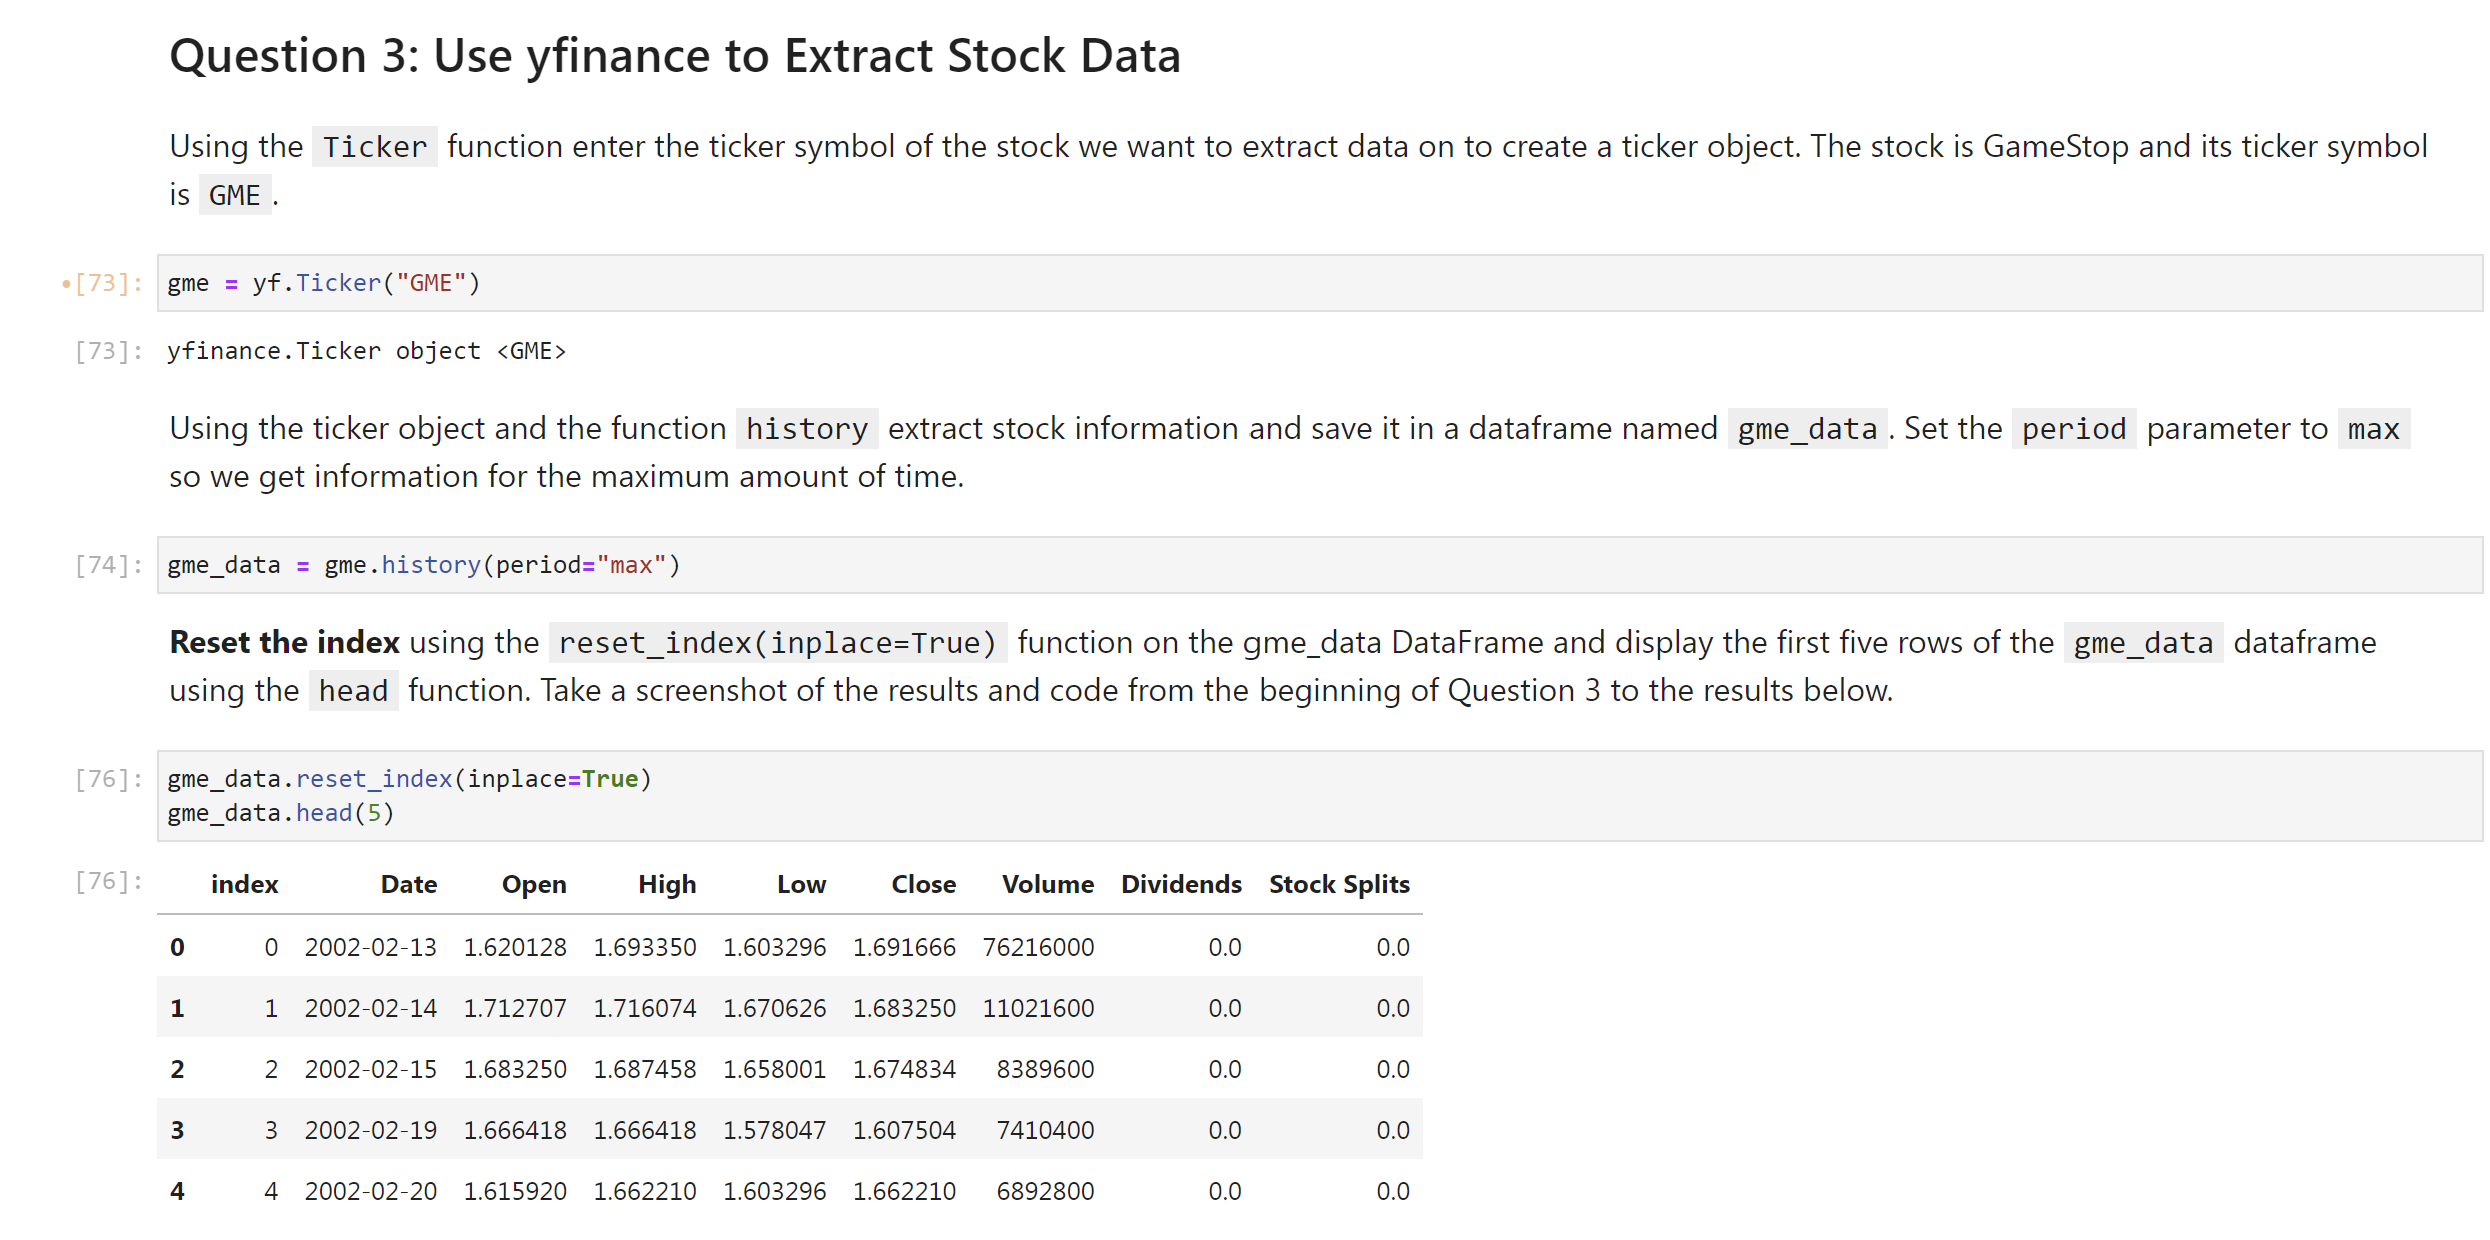 Question 3: Use yfinance to Extract Stock Data
Using the Ticker function enter the ticker symbol of the stock we want to extract data on to create a ticker object. The stock is GameStop and its ticker symbol
is GME .
•[73]: gme = yf.Ticker("GME")
[73]: yfinance.Ticker object <GME>
Using the ticker object and the function history extract stock information and save it in a dataframe named gme_data . Set the period parameter to max
so we get information for the maximum amount of time.
[74]: gme_data = gme.history(period="max")
Reset the index using the reset_index(inplace=True) function on the gme_data DataFrame and display the first five rows of the gme_data dataframe
using the head function. Take a screenshot of the results and code from the beginning of Question 3 to the results below.
[76]: gme_data.reset_index(inplace=True)
gme_data.head(5)
[76]: index Date Open High Low Close Volume Dividends Stock Splits
0 0 2002-02-13 1.620128 1.693350 1.603296 1.691666 76216000 0.0 0.0
1 1 2002-02-14 1.712707 1.716074 1.670626 1.683250 11021600 0.0 0.0
2 2 2002-02-15 1.683250 1.687458 1.658001 1.674834 8389600 0.0 0.0
3 3 2002-02-19 1.666418 1.666418 1.578047 1.607504 7410400 0.0 0.0
4 4 2002-02-20 1.615920 1.662210 1.603296 1.662210 6892800 0.0 0.0